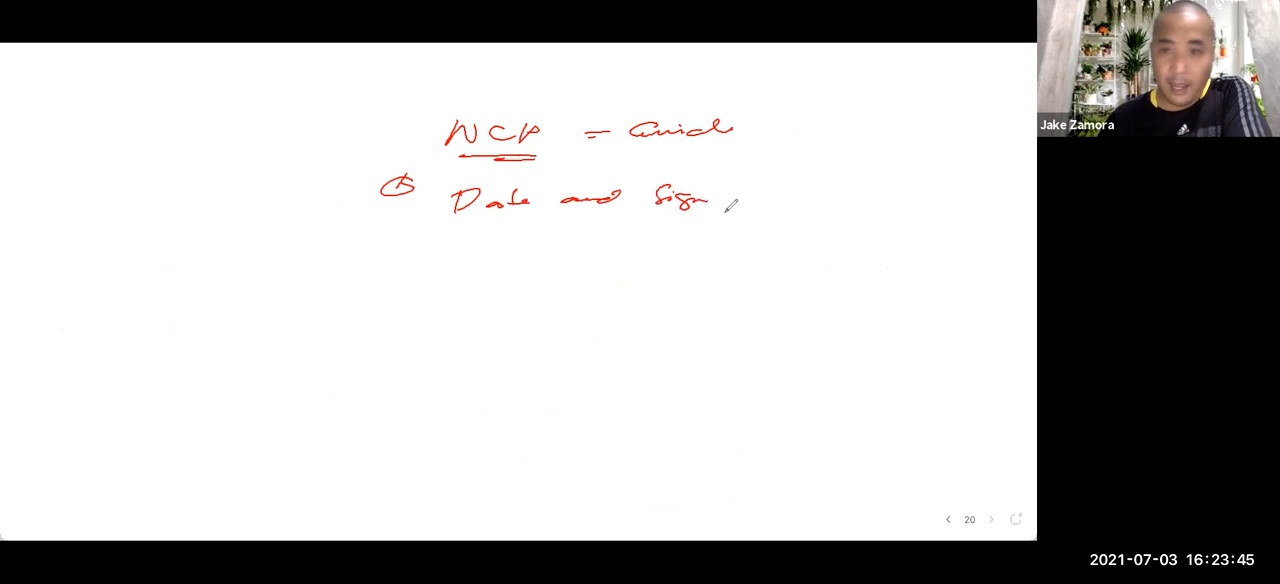 NCP = Guide
Date and Sign
Jake Zamora
20
2021-07-03 16:23:45